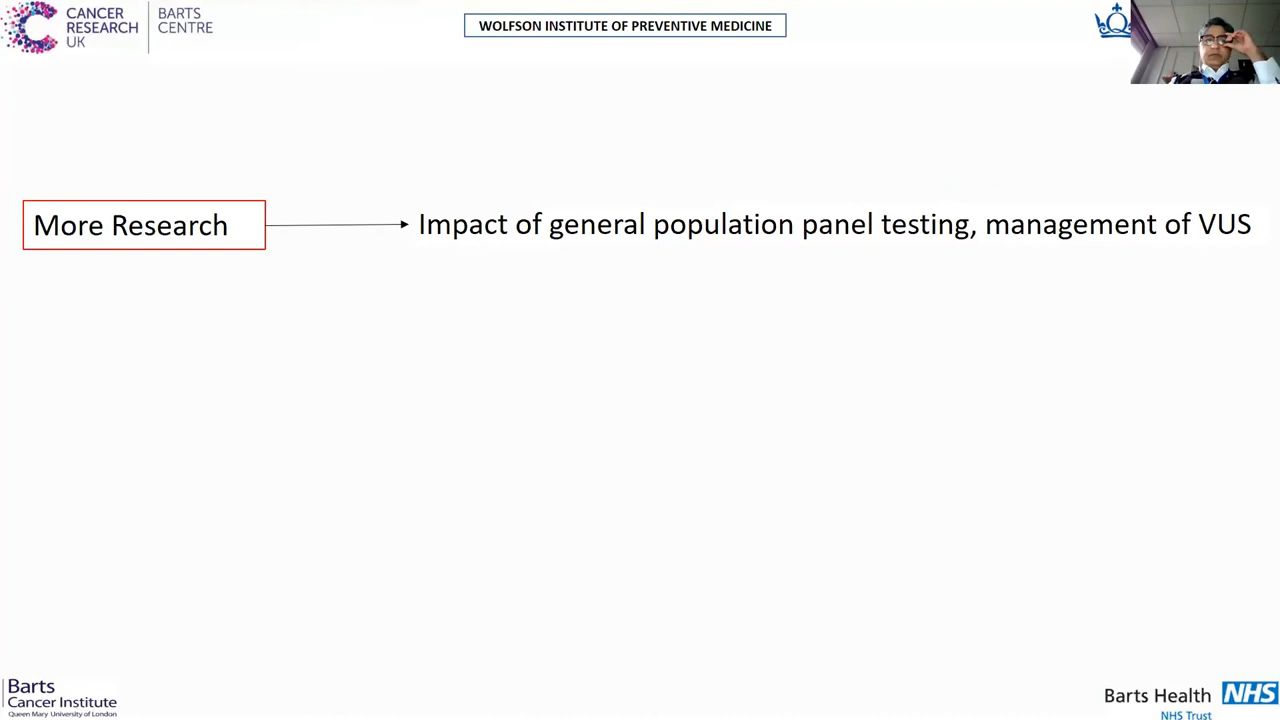 CANCER
RESEARCH
UK
BARTS
CENTRE
WOLFSON INSTITUTE OF PREVENTIVE MEDICINE
More Research
Impact of general population panel testing, management of VUS
Barts
Cancer Institute
Queen Mary University of London
Barts Health NHS
NHS Trust